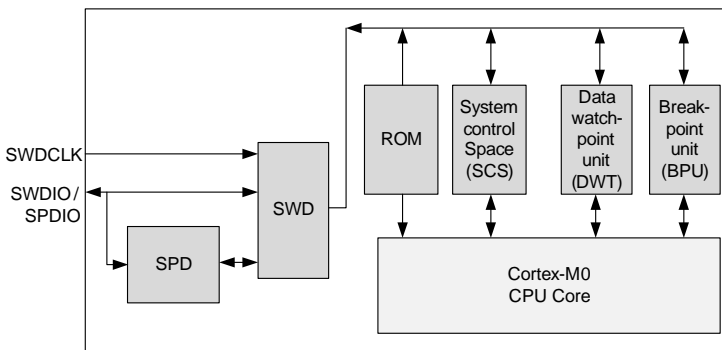 SWDCLK
SWDIO/
SPDIO
SPD
SWD
ROM
System
control
Space
(SCS)
Data
watch-
point
unit
(DWT)
Break-
point
unit
(BPU)
Cortex-M0
CPU Core